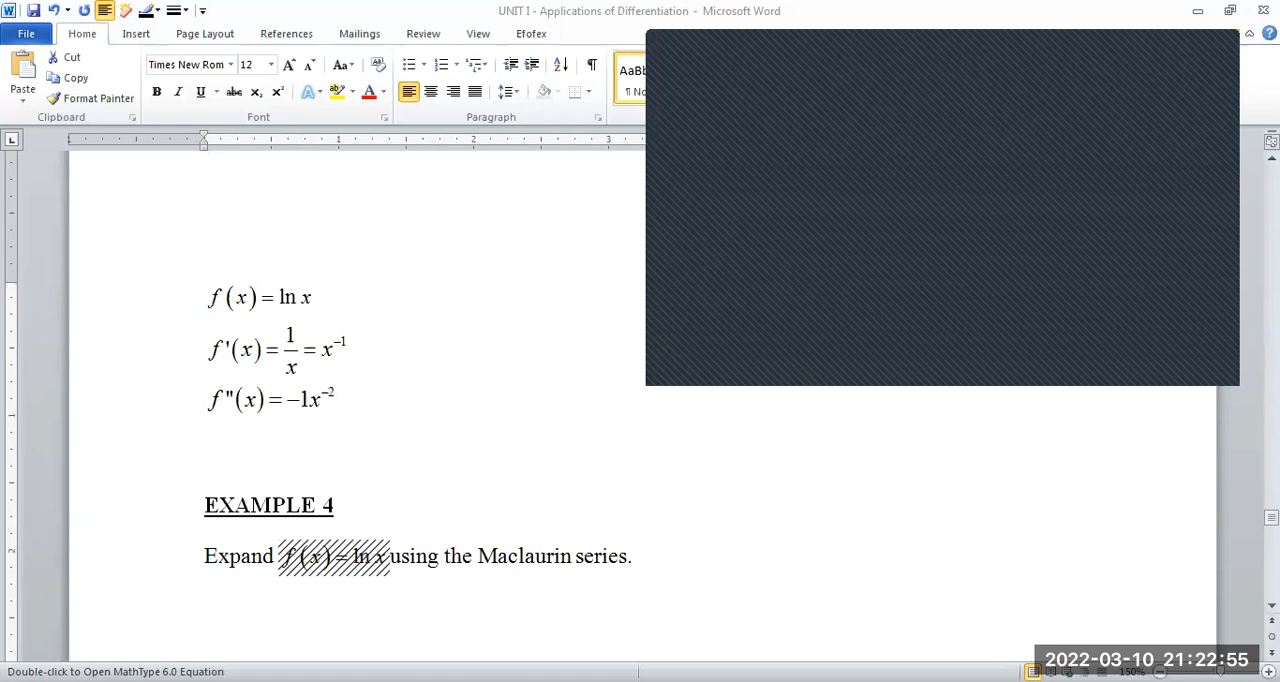 UNIT I - Applications of Differentiation - Microsoft Word
File Home Insert Page Layout References Mailings Review View Efofex
Paste
Cut
Copy
Format Painter
Clipboard
Times New Rom 12
Font
Paragraph
1 1 2 3
f(x) = ln x
f'(x) = 1/x = x⁻¹
f"(x) = −1x⁻²
EXAMPLE 4
Expand f(x) = ln x using the Maclaurin series.
Double-click to Open MathType 6.0 Equation
150%
2022-03-10 21:22:55